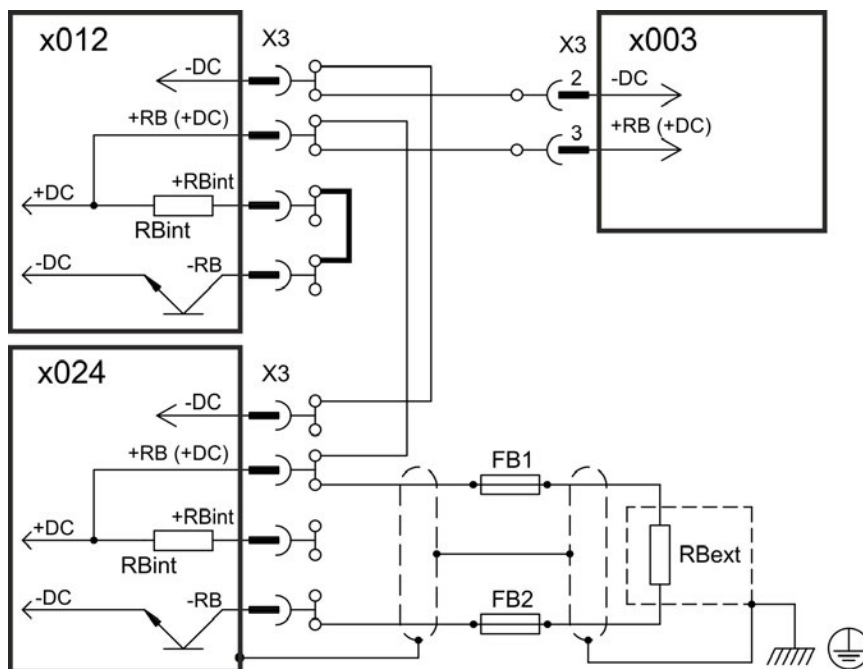 x012
X3
-DC
+RB (+DC)
+DC
+RBint
RBint
-DC
-RB
X3
x003
2
-DC
3
+RB (+DC)
x024
X3
-DC
+RB (+DC)
+DC
+RBint
RBint
-DC
-RB
FB1
FB2
RBext